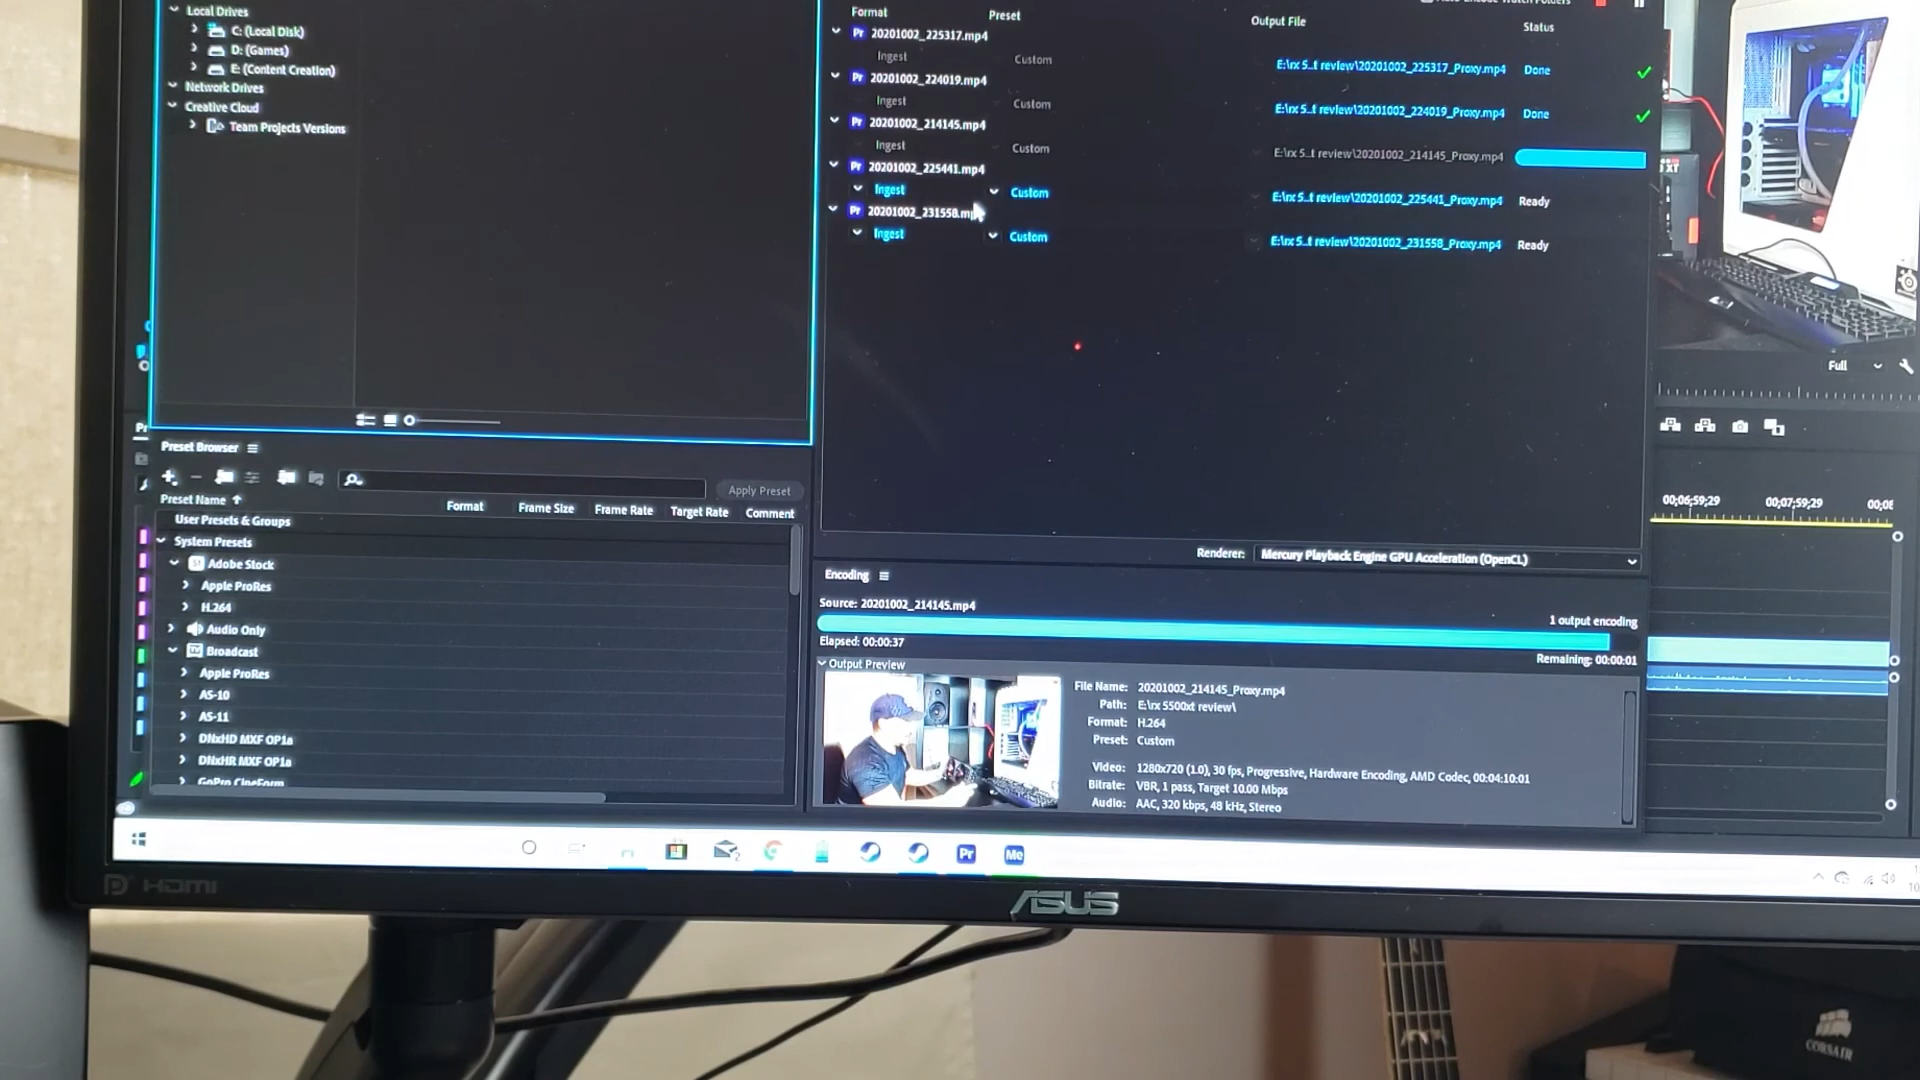 Local Drives
C: (Local Disk)
D: (Games)
E: (Content Creation)
Network Drives
Creative Cloud
Team Projects Versions
Format Preset Output File Status
20201002_225317.mp4
Ingest Custom E:\rx 5...t review\20201002_225317_Proxy.mp4 Done
20201002_224019.mp4
Ingest Custom E:\rx 5...t review\20201002_224019_Proxy.mp4 Done
20201002_214145.mp4
Ingest Custom E:\rx 5...t review\20201002_214145_Proxy.mp4
20201002_225441.mp4
Ingest Custom E:\rx 5...t review\20201002_225441_Proxy.mp4 Ready
20201002_231558.mp
Ingest Custom E:\rx 5...t review\20201002_231558_Proxy.mp4 Ready
XT
Full
Preset Browser
Apply Preset
Preset Name Format Frame Size Frame Rate Target Rate Comment
User Presets & Groups
System Presets
Adobe Stock
Apple ProRes
H.264
Audio Only
Broadcast
Apple ProRes
AS-10
AS-11
DNxHD MXF OP1a
DNxHR MXF OP1a
GoPro CineForm
Renderer: Mercury Playback Engine GPU Acceleration (OpenCL)
Encoding
Source: 20201002_214145.mp4
1 output encoding
Elapsed: 00:00:37
Remaining: 00:00:01
Output Preview
File Name: 20201002_214145_Proxy.mp4
Path: E:\rx 5500xt review\
Format: H.264
Preset: Custom
Video: 1280x720 (1.0), 30 fps, Progressive, Hardware Encoding, AMD Codec, 00:04:10:01
Bitrate: VBR, 1 pass, Target 10.00 Mbps
Audio: AAC, 320 kbps, 48 kHz, Stereo
00;06;59;29 00;07;59;29
Pr Me
HDMI
ASUS
CORSAIR